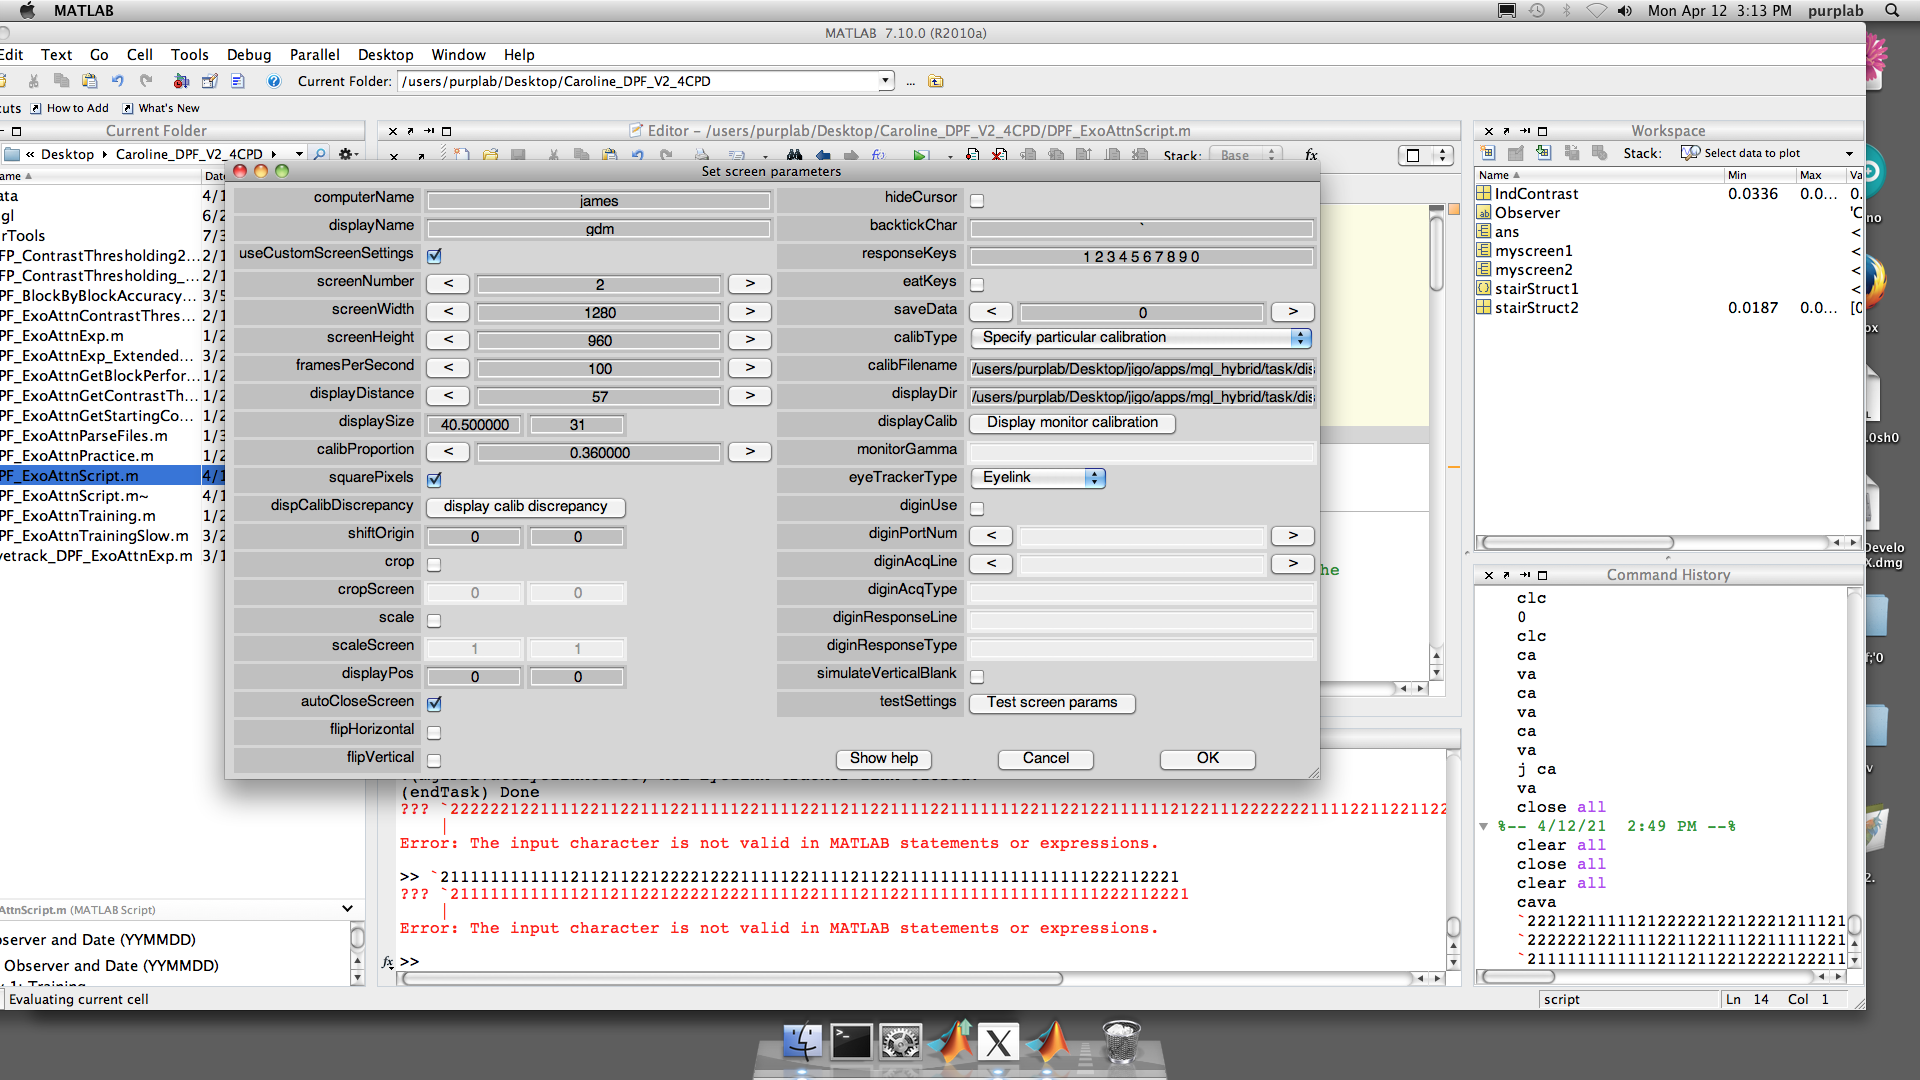 MATLAB
Mon Apr 12 3:13 PM purplab
MATLAB 7.10.0 (R2010a)
Edit Text Go Cell Tools Debug Parallel Desktop Window Help
Current Folder: /users/purplab/Desktop/Caroline_DPF_V2_4CPD
...
cuts How to Add What's New
Current Folder
« Desktop Caroline_DPF_V2_4CPD
ame Dat
ata 4/1
gl 6/2
rTools 7/3
FP_ContrastThresholding2... 2/1
FP_ContrastThresholding_... 2/1
PF_BlockByBlockAccuracy... 3/5
PF_ExoAttnContrastThres... 2/1
PF_ExoAttnExp.m 1/2
PF_ExoAttnExp_Extended... 3/2
PF_ExoAttnGetBlockPerfor... 1/2
PF_ExoAttnGetContrastTh... 1/2
PF_ExoAttnGetStartingCo... 1/2
PF_ExoAttnParseFiles.m 1/3
PF_ExoAttnPractice.m 1/2
PF_ExoAttnScript.m 4/1
PF_ExoAttnScript.m~ 4/1
PF_ExoAttnTraining.m 1/2
PF_ExoAttnTrainingSlow.m 3/2
yetrack_DPF_ExoAttnExp.m 3/1
AttnScript.m (MATLAB Script)
bserver and Date (YYMMDD)
Observer and Date (YYMMDD)
Evaluating current cell
Editor – /users/purplab/Desktop/Caroline_DPF_V2_4CPD/DPF_ExoAttnScript.m
Stack: Base fx
Set screen parameters
computerName james
displayName gdm
useCustomScreenSettings
screenNumber < 2 >
screenWidth < 1280 >
screenHeight < 960 >
framesPerSecond < 100 >
displayDistance < 57 >
displaySize 40.500000 31
calibProportion < 0.360000 >
squarePixels
dispCalibDiscrepancy display calib discrepancy
shiftOrigin 0 0
crop
cropScreen 0 0
scale
scaleScreen 1 1
displayPos 0 0
autoCloseScreen
flipHorizontal
flipVertical
hideCursor
backtickChar `
responseKeys 1 2 3 4 5 6 7 8 9 0
eatKeys
saveData < 0 >
calibType Specify particular calibration
calibFilename /users/purplab/Desktop/jigo/apps/mgl_hybrid/task/dis
displayDir /users/purplab/Desktop/jigo/apps/mgl_hybrid/task/dis
displayCalib Display monitor calibration
monitorGamma
eyeTrackerType Eyelink
diginUse
diginPortNum < >
diginAcqLine < >
diginAcqType
diginResponseLine
diginResponseType
simulateVerticalBlank
testSettings Test screen params
Show help Cancel OK
he
(endTask) Done
Error: The input character is not valid in MATLAB statements or expressions.
>>
???
Error: The input character is not valid in MATLAB statements or expressions.
fx >>
Workspace
Stack: Select data to plot
Name Min Max Va
IndContrast 0.0336 0.0... 0.
Observer 'C
ans <
myscreen1 <
myscreen2 <
stairStruct1 <
stairStruct2 0.0187 0.0... [0
Command History
clc
0
clc
ca
va
ca
va
ca
va
j ca
va
close all
%-- 4/12/21 2:49 PM --%
clear all
close all
clear all
cava
script Ln 14 Col 1
no
ox
.0sh0
Develo
X.dmg
f;'0
v
2.